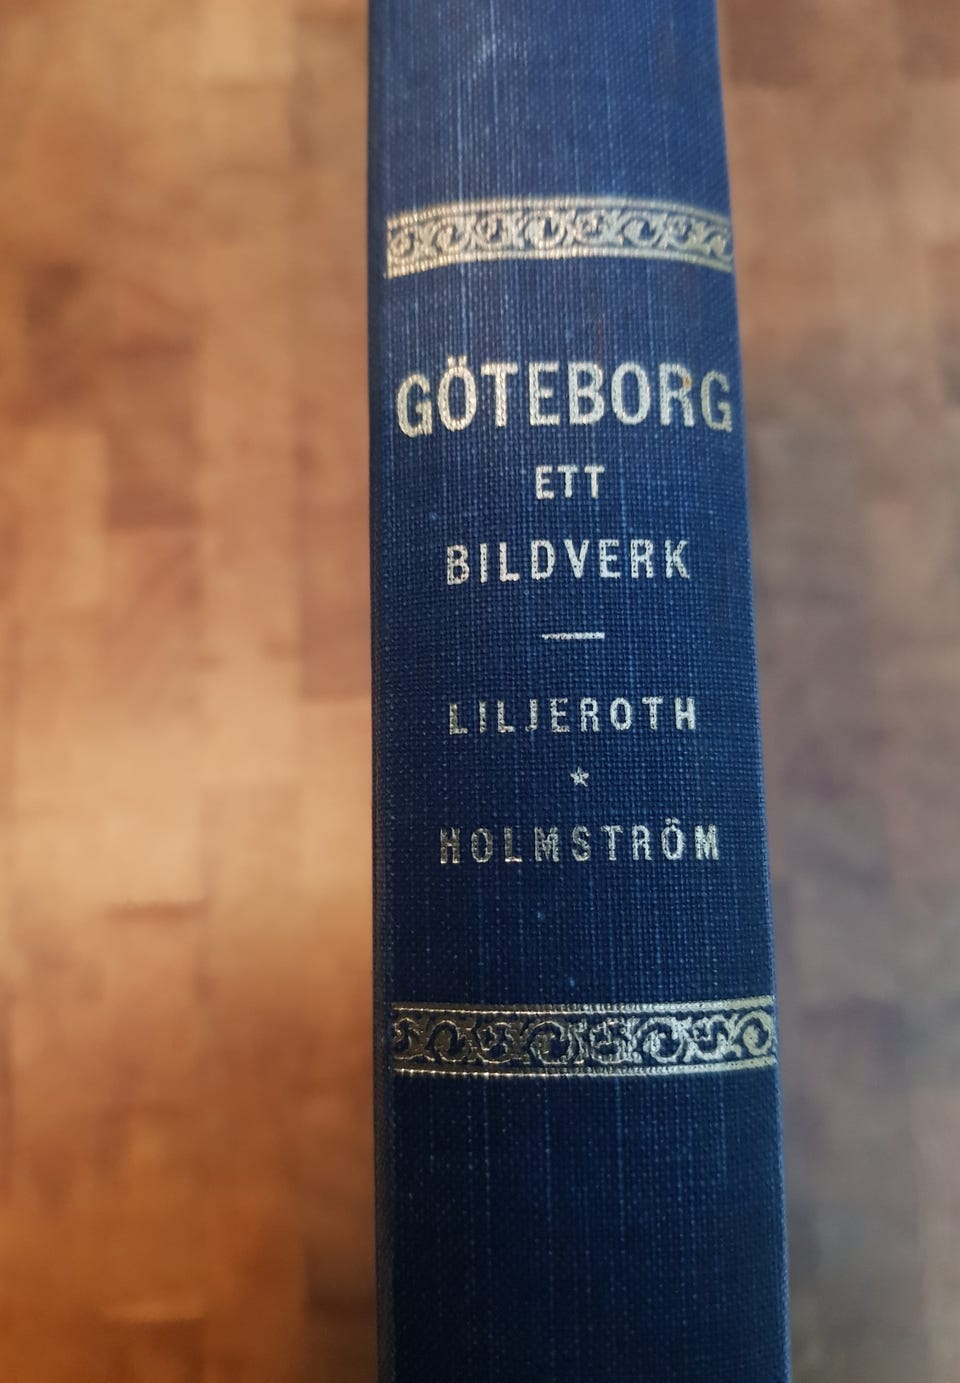 GÖTEBORG
ETT
BILDVERK
LILJEROTH
*
HOLMSTRÖM